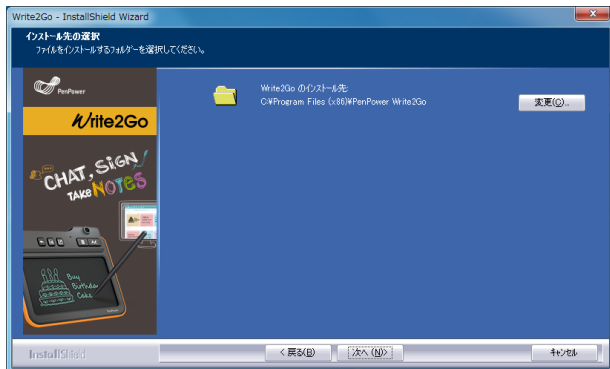 Write2Go - InstallShield Wizard
インストール先の選択
ファイルをインストールするフォルダーを選択してください。
PenPower
Write2Go
CHAT, SIGN
TAKE NOTES
Buy
Birthday
Cake
Write2Go のインストール先:
C:¥Program Files (x86)¥PenPower Write2Go
変更(C)...
InstallShield
< 戻る(B)
次へ (N)>
キャンセル